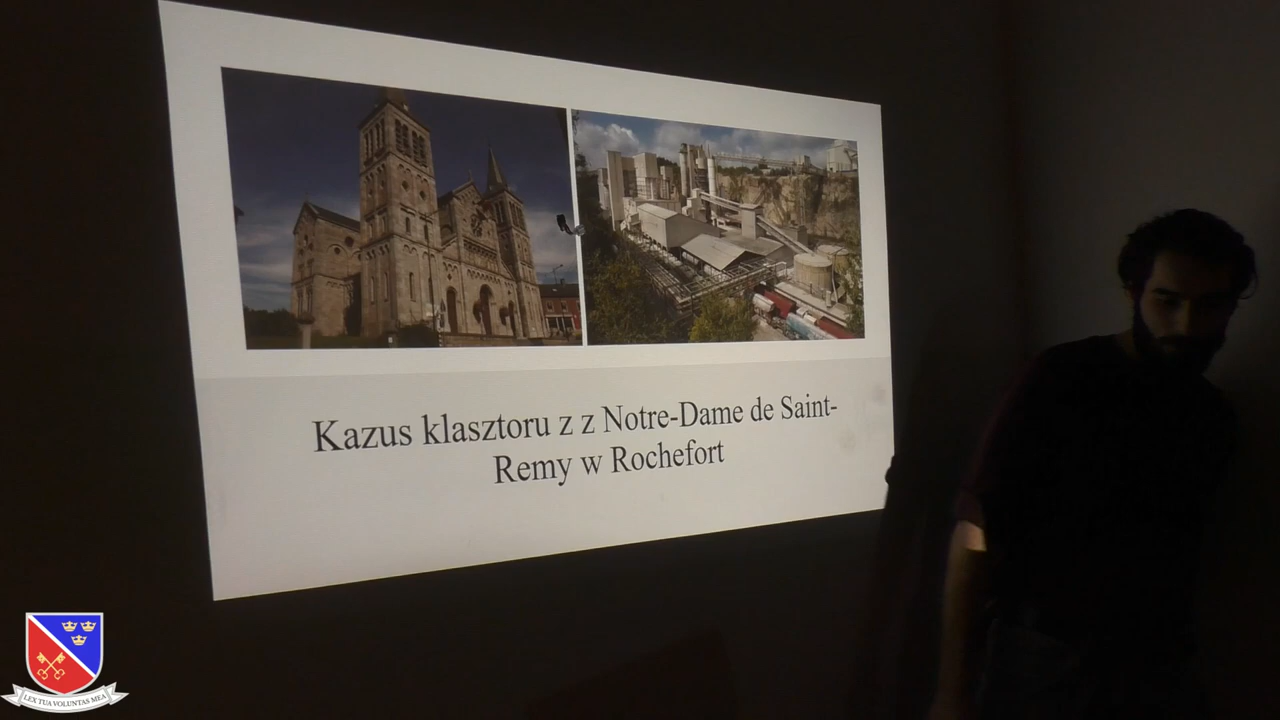 Kazus klasztoru z z Notre-Dame de Saint-
Remy w Rochefort
LEX TUA VOLUNTAS MEA